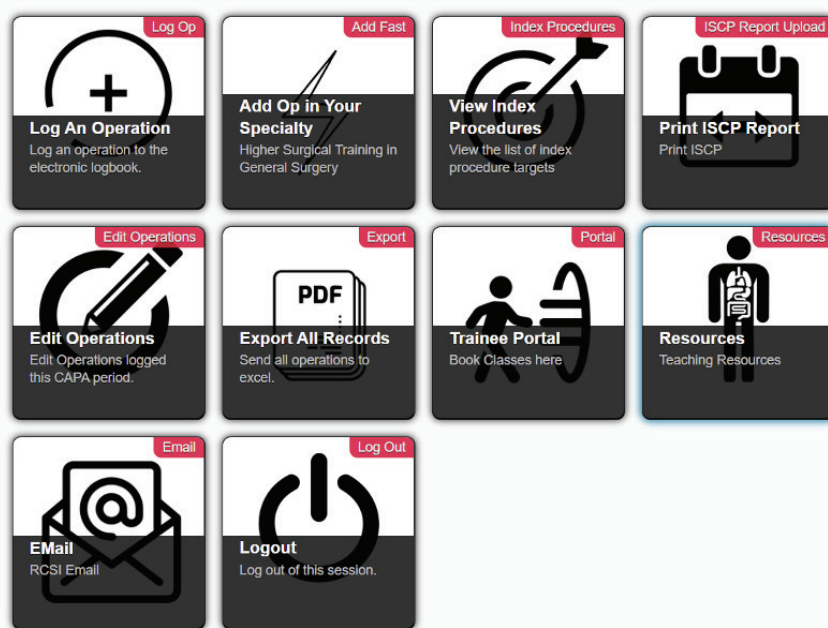 Log Op
Log An Operation
Log an operation to the
electronic logbook.
Add Fast
Add Op in Your
Specialty
Higher Surgical Training in
General Surgery
Index Procedures
View Index
Procedures
View the list of index
procedure targets
ISCP Report Upload
Print ISCP Report
Print ISCP
Edit Operations
Edit Operations
Edit Operations logged
this CAPA period.
Export
PDF
Export All Records
Send all operations to
excel.
Portal
Trainee Portal
Book Classes here
Resources
Resources
Teaching Resources
Email
EMail
RCSI Email
Log Out
Logout
Log out of this session.